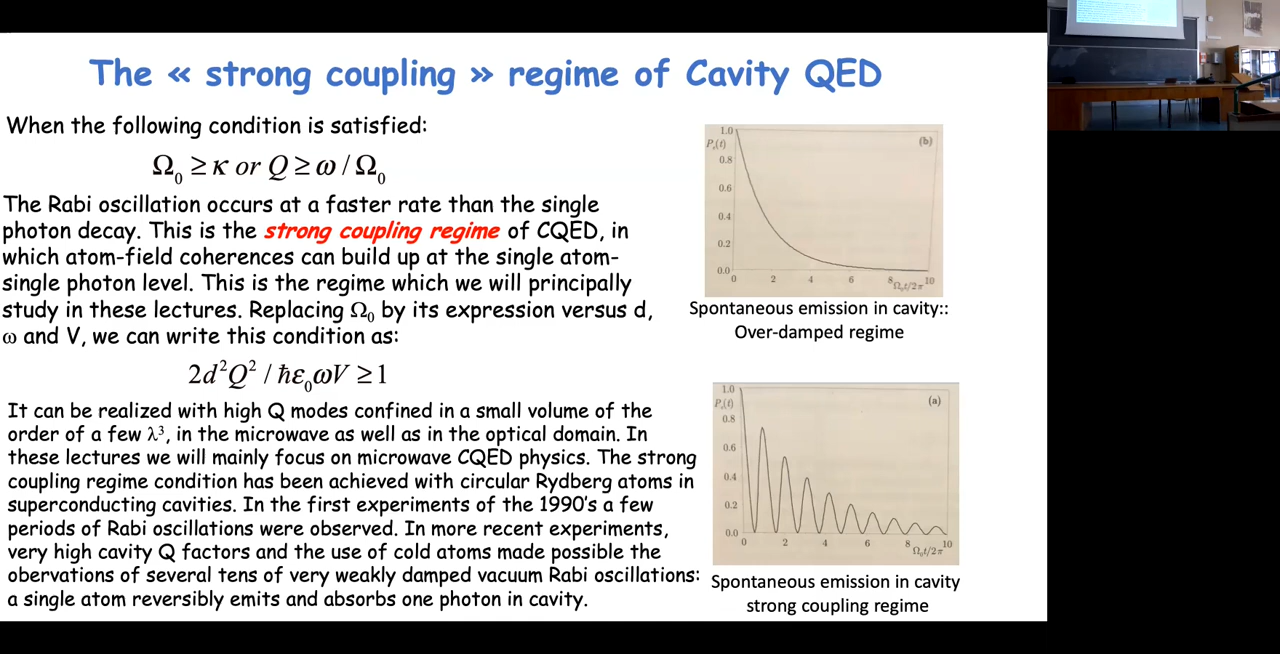 The « strong coupling » regime of Cavity QED
When the following condition is satisfied:
Ω₀ ≥ κ or Q ≥ ω / Ω₀
The Rabi oscillation occurs at a faster rate than the single
photon decay. This is the strong coupling regime of CQED, in
which atom-field coherences can build up at the single atom-
single photon level. This is the regime which we will principally
study in these lectures. Replacing Ω₀ by its expression versus d,
ω and V, we can write this condition as:
2d²Q² / ħε₀ωV ≥ 1
It can be realized with high Q modes confined in a small volume of the
order of a few λ³, in the microwave as well as in the optical domain. In
these lectures we will mainly focus on microwave CQED physics. The strong
coupling regime condition has been achieved with circular Rydberg atoms in
superconducting cavities. In the first experiments of the 1990's a few
periods of Rabi oscillations were observed. In more recent experiments,
very high cavity Q factors and the use of cold atoms made possible the
obervations of several tens of very weakly damped vacuum Rabi oscillations:
a single atom reversibly emits and absorbs one photon in cavity.
1.0
Pₑ(t)
(b)
0.8
0.6
0.4
0.2
0.0
0 2 4 6 8 Ω₀t/2π 10
Spontaneous emission in cavity::
Over-damped regime
1.0
Pₑ(t)
(a)
0.8
0.6
0.4
0.2
0.0
0 2 4 6 8 10
Ω₀t/2π
Spontaneous emission in cavity
strong coupling regime